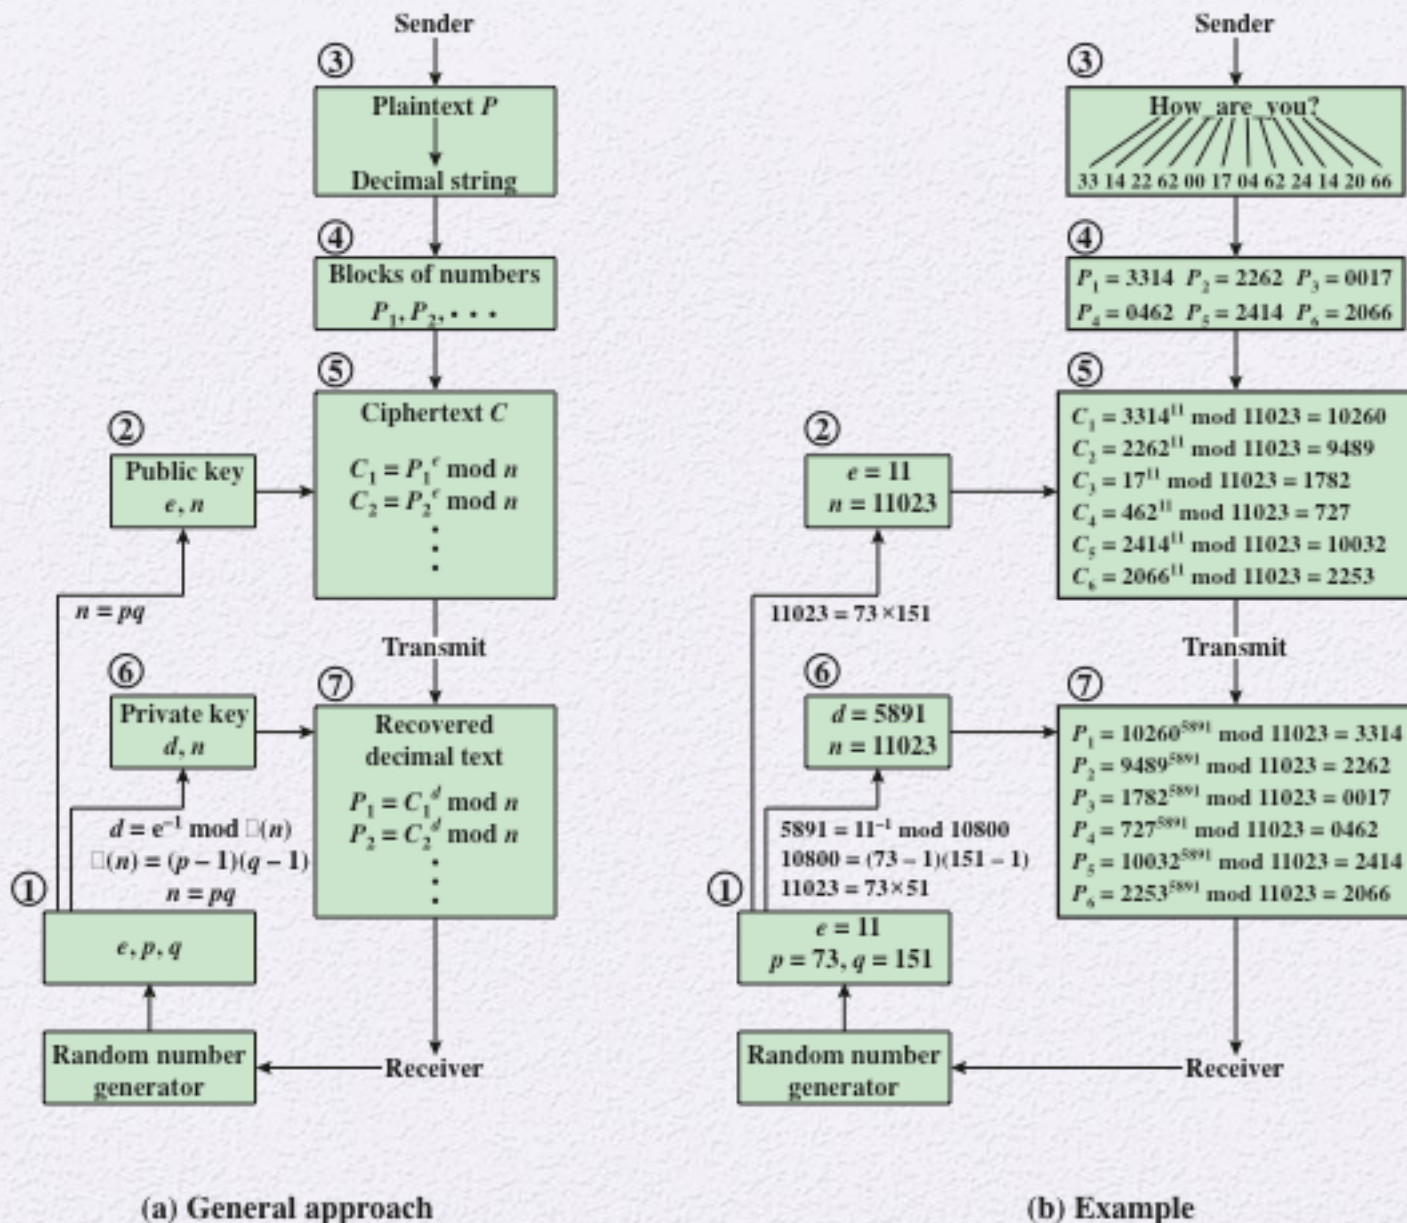 Sender
③
Plaintext P
Decimal string
④
Blocks of numbers
P₁, P₂, • • •
⑤
Ciphertext C
C₁ = P₁ᵉ mod n
C₂ = P₂ᵉ mod n
②
Public key
e, n
n = pq
Transmit
⑥
Private key
d, n
⑦
Recovered
decimal text
P₁ = C₁ᵈ mod n
P₂ = C₂ᵈ mod n
d = e⁻¹ mod □(n)
□(n) = (p – 1)(q – 1)
n = pq
①
e, p, q
Random number
generator
Receiver
(a) General approach
Sender
③
How_are_you?
33 14 22 62 00 17 04 62 24 14 20 66
④
P₁ = 3314 P₂ = 2262 P₃ = 0017
P₄ = 0462 P₅ = 2414 P₆ = 2066
⑤
C₁ = 3314¹¹ mod 11023 = 10260
C₂ = 2262¹¹ mod 11023 = 9489
C₃ = 17¹¹ mod 11023 = 1782
C₄ = 462¹¹ mod 11023 = 727
C₅ = 2414¹¹ mod 11023 = 10032
C₆ = 2066¹¹ mod 11023 = 2253
②
e = 11
n = 11023
11023 = 73 ×151
Transmit
⑥
d = 5891
n = 11023
⑦
P₁ = 10260⁵⁸⁹¹ mod 11023 = 3314
P₂ = 9489⁵⁸⁹¹ mod 11023 = 2262
P₃ = 1782⁵⁸⁹¹ mod 11023 = 0017
P₄ = 727⁵⁸⁹¹ mod 11023 = 0462
P₅ = 10032⁵⁸⁹¹ mod 11023 = 2414
P₆ = 2253⁵⁸⁹¹ mod 11023 = 2066
5891 = 11⁻¹ mod 10800
10800 = (73 – 1)(151 – 1)
11023 = 73×51
①
e = 11
p = 73, q = 151
Random number
generator
Receiver
(b) Example